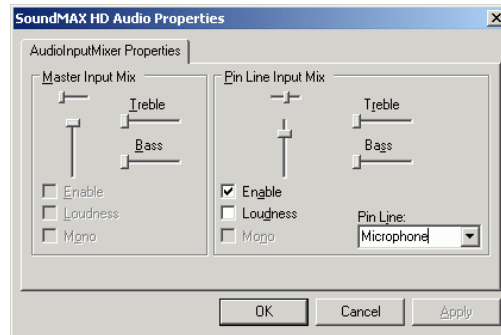 SoundMAX HD Audio Properties
AudioInputMixer Properties
Master Input Mix
Treble
Bass
Enable
Loudness
Mono
Pin Line Input Mix
Treble
Bass
Enable
Loudness
Mono
Pin Line:
Microphone
OK
Cancel
Apply